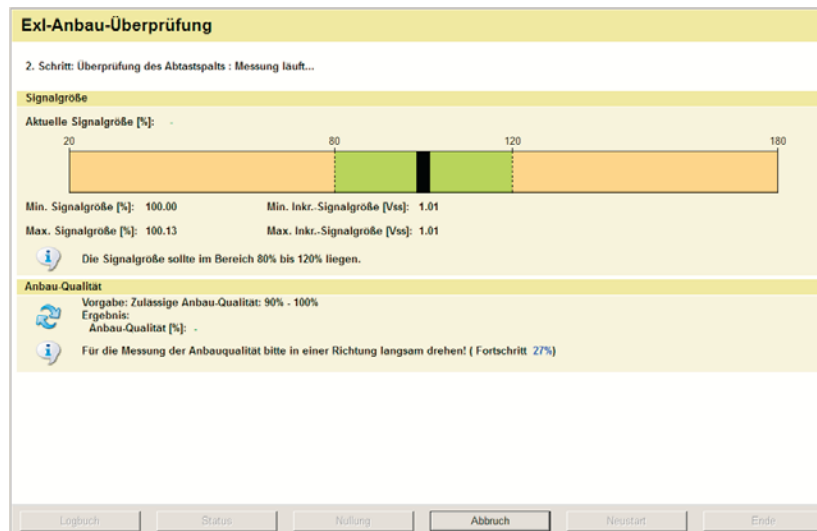 ExI-Anbau-Überprüfung
2. Schritt: Überprüfung des Abtastspalts : Messung läuft...
Signalgröße
Aktuelle Signalgröße [%]: -
20 80 120 180
Min. Signalgröße [%]: 100.00 Min. Inkr.-Signalgröße [Vss]: 1.01
Max. Signalgröße [%]: 100.13 Max. Inkr.-Signalgröße [Vss]: 1.01
Die Signalgröße sollte im Bereich 80% bis 120% liegen.
Anbau-Qualität
Vorgabe: Zulässige Anbau-Qualität: 90% - 100%
Ergebnis:
Anbau-Qualität [%]: -
Für die Messung der Anbauqualität bitte in einer Richtung langsam drehen! ( Fortschritt 27%)
Logbuch Status Nullung Abbruch Neustart Ende